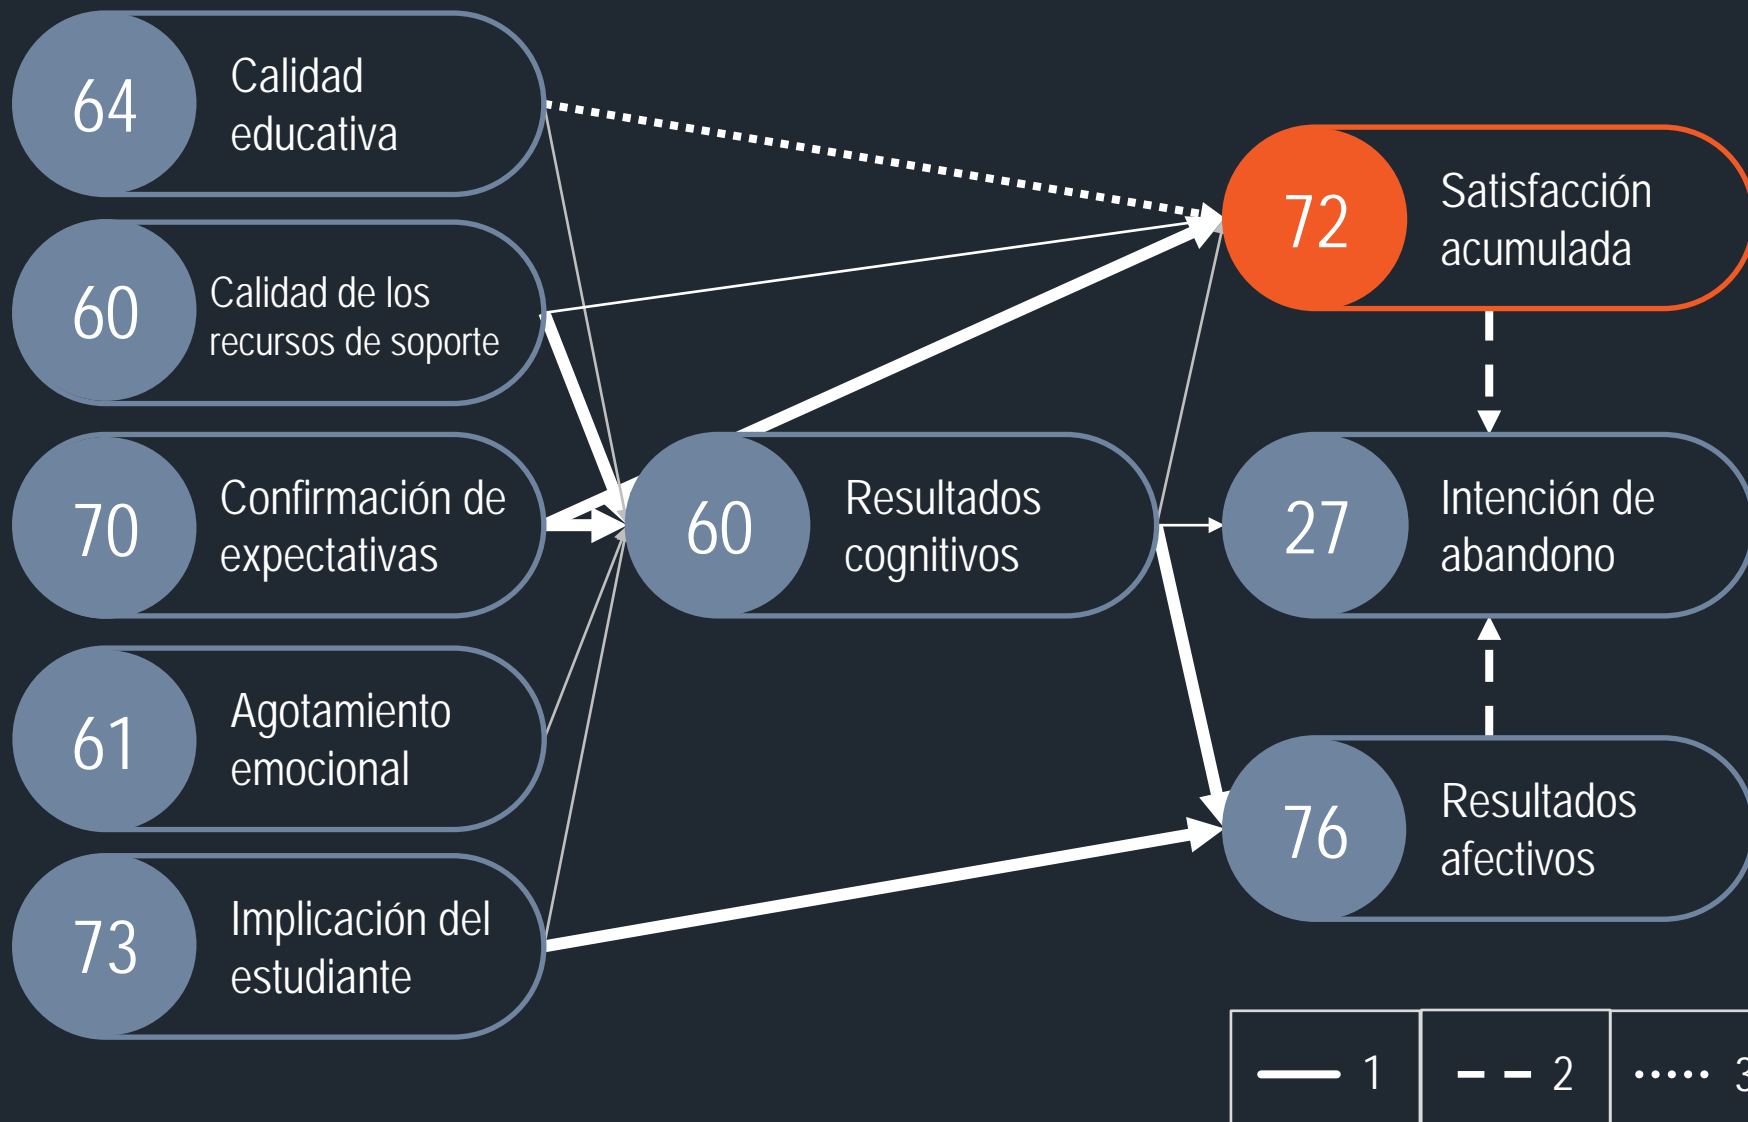 64
Calidad
educativa
60
Calidad de los
recursos de soporte
70
Confirmación de
expectativas
61
Agotamiento
emocional
73
Implicación del
estudiante
60
Resultados
cognitivos
72
Satisfacción
acumulada
27
Intención de
abandono
76
Resultados
afectivos
1
2
3